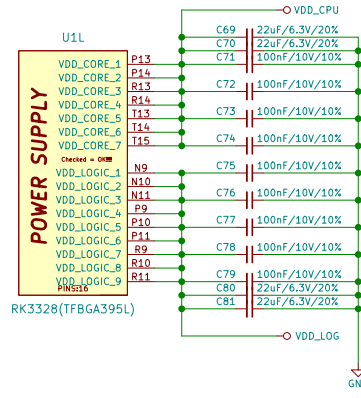 VDD_CPU
C69 22uF/6.3V/20%
C70 22uF/6.3V/20%
C71 100nF/10V/10%
C72 100nF/10V/10%
C73 100nF/10V/10%
C74 100nF/10V/10%
C75 100nF/10V/10%
C76 100nF/10V/10%
C77 100nF/10V/10%
C78 100nF/10V/10%
C79 100nF/10V/10%
C80 22uF/6.3V/20%
C81 22uF/6.3V/20%
VDD_LOG
GN
U1L
POWER SUPPLY
VDD_CORE_1 P13
VDD_CORE_2 P14
VDD_CORE_3 R13
VDD_CORE_4 R14
VDD_CORE_5 T13
VDD_CORE_6 T14
VDD_CORE_7 T15
Checked = OK
VDD_LOGIC_1 N9
VDD_LOGIC_2 N10
VDD_LOGIC_3 N11
VDD_LOGIC_4 P9
VDD_LOGIC_5 P10
VDD_LOGIC_6 P11
VDD_LOGIC_7 R9
VDD_LOGIC_8 R10
VDD_LOGIC_9 R11
PINS:16
RK3328(TFBGA395L)